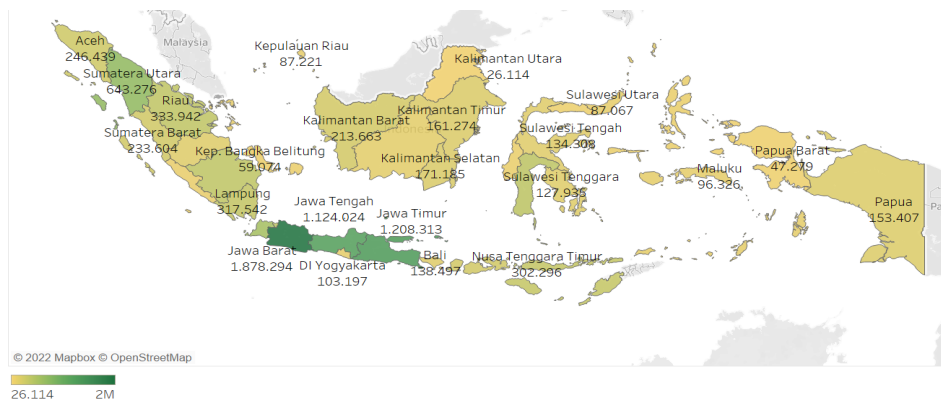 Aceh
246.439
Malaysia
Kepulauan Riau
87.221
Kalimantan Utara
26.114
Sumatera Utara
643.276
Riau
333.942
Sumatera Barat
233.604
Kep. Bangka Belitung
59.074
Lampung
317.542
Kalimantan Barat
213.663
Kalimantan Timur
161.274
Kalimantan Selatan
171.185
Sulawesi Utara
87.067
Sulawesi Tengah
134.308
Sulawesi Tenggara
127.935
Maluku
96.326
Papua Barat
47.279
Papua
153.407
Jawa Tengah
1.124.024
Jawa Timur
1.208.313
Jawa Barat
1.878.294
DI Yogyakarta
103.197
Bali
138.497
Nusa Tenggara Timur
302.296
© 2022 Mapbox © OpenStreetMap
26.114
2M